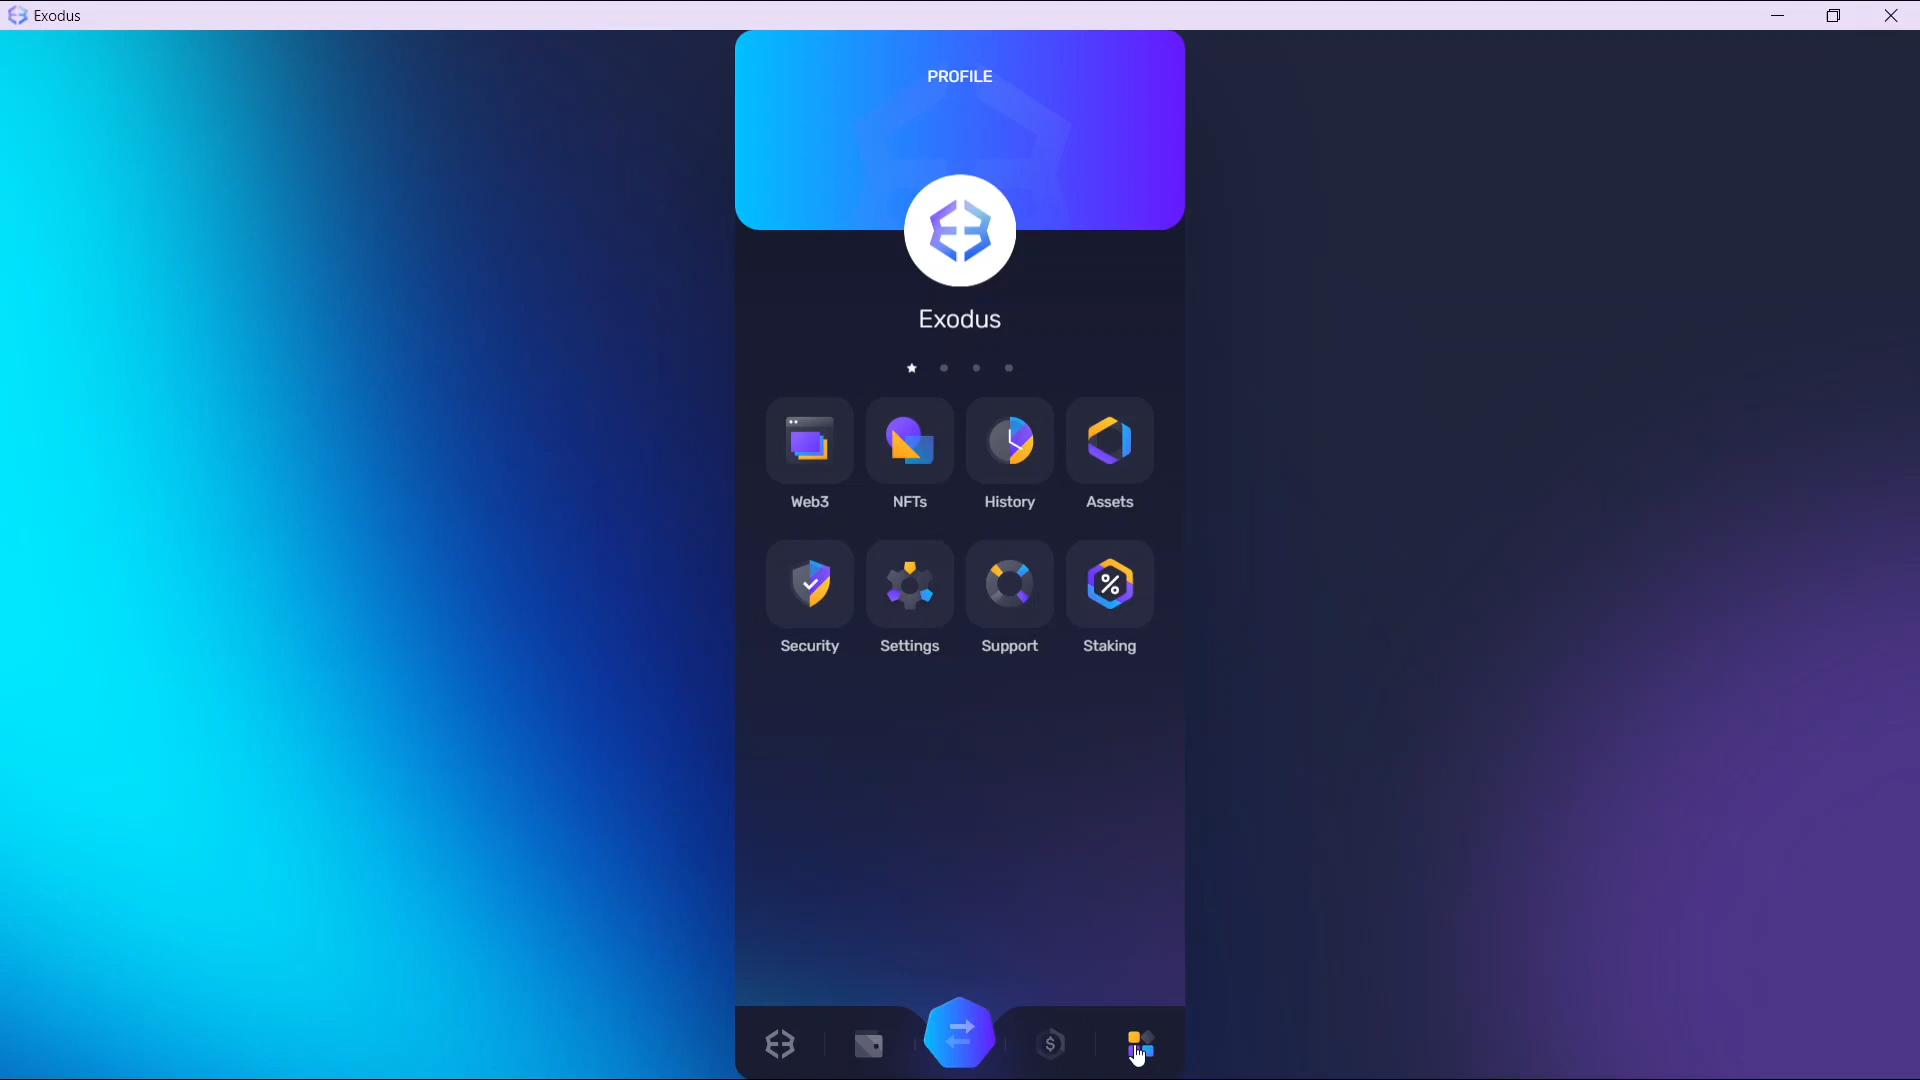 Exodus
PROFILE
Exodus
Web3 NFTs History Assets
Security Settings Support Staking